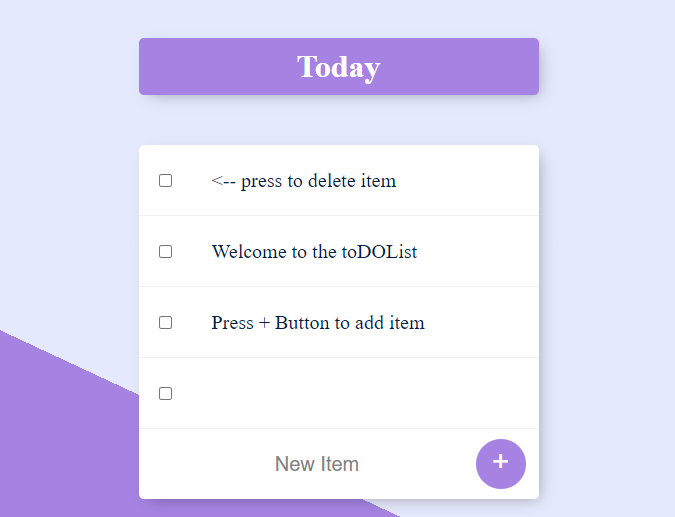 Today
<-- press to delete item
Welcome to the toDOList
Press + Button to add item
New Item +